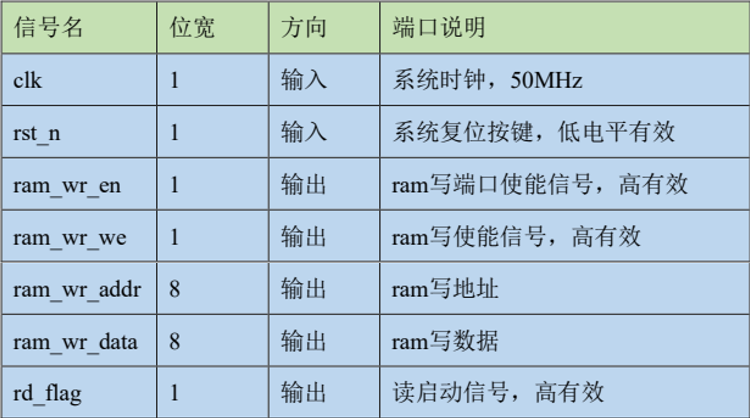 信号名 位宽 方向 端口说明
clk 1 输入 系统时钟，50MHz
rst_n 1 输入 系统复位按键，低电平有效
ram_wr_en 1 输出 ram写端口使能信号，高有效
ram_wr_we 1 输出 ram写使能信号，高有效
ram_wr_addr 8 输出 ram写地址
ram_wr_data 8 输出 ram写数据
rd_flag 1 输出 读启动信号，高有效